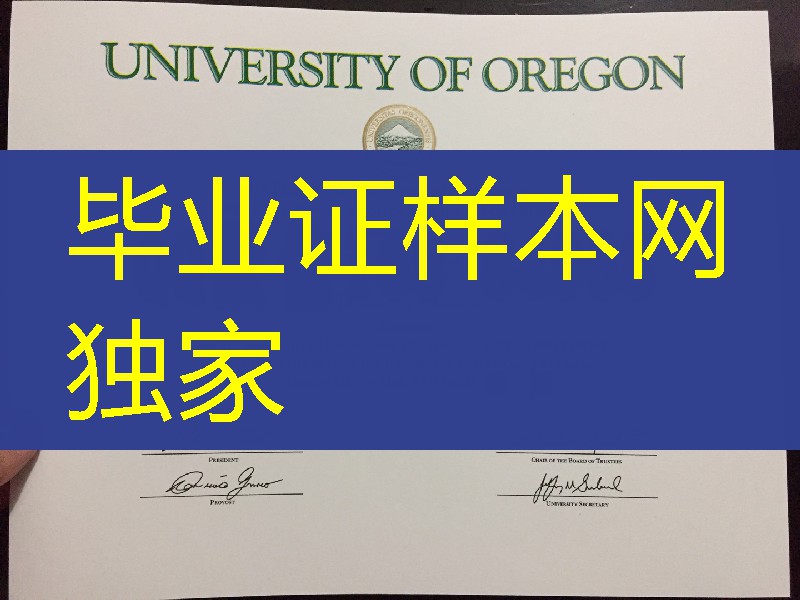 UNIVERSITY OF OREGON
毕业证样本网
独家
PRESIDENT
CHAIR OF THE BOARD OF TRUSTEES
PROVOST
UNIVERSITY SECRETARY